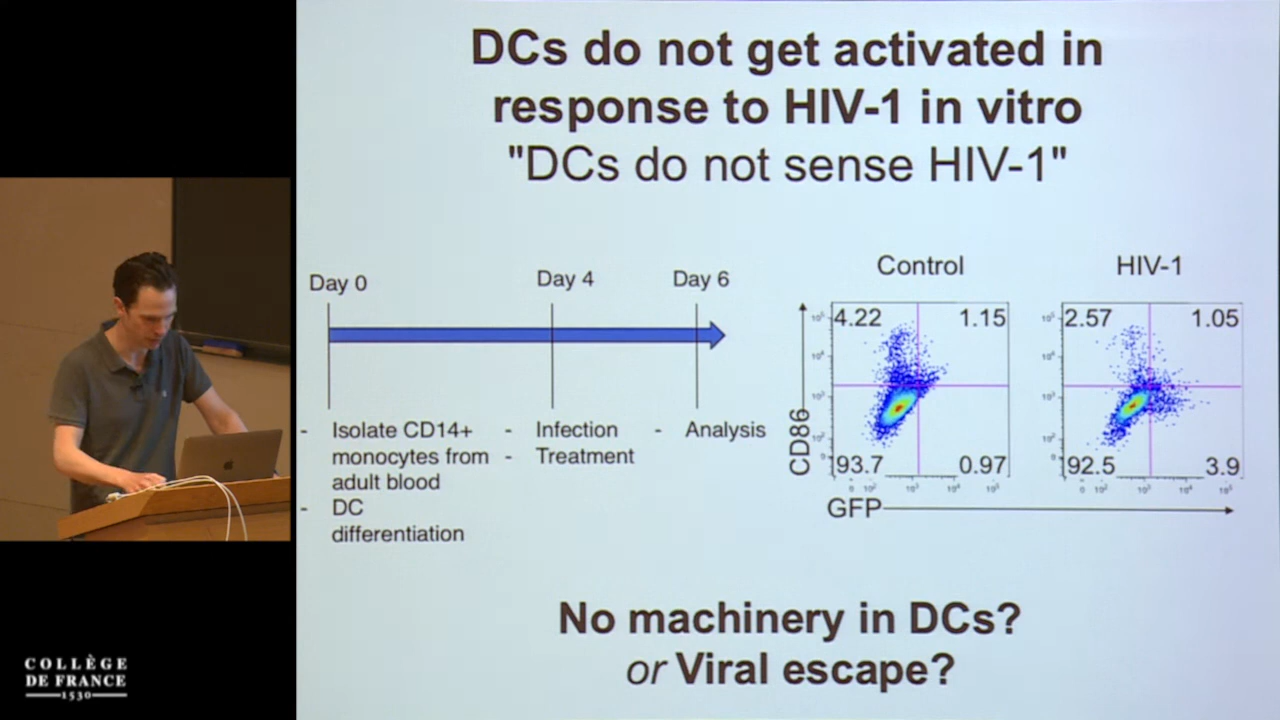 DCs do not get activated in
response to HIV-1 in vitro
"DCs do not sense HIV-1"
Day 0
Day 4
Day 6
- Isolate CD14+
monocytes from
adult blood
- DC
differentiation
- Infection
- Treatment
- Analysis
Control
HIV-1
4.22
1.15
93.7
0.97
2.57
1.05
92.5
3.9
CD86
GFP
No machinery in DCs?
or Viral escape?
COLLÈGE
DE FRANCE
1530